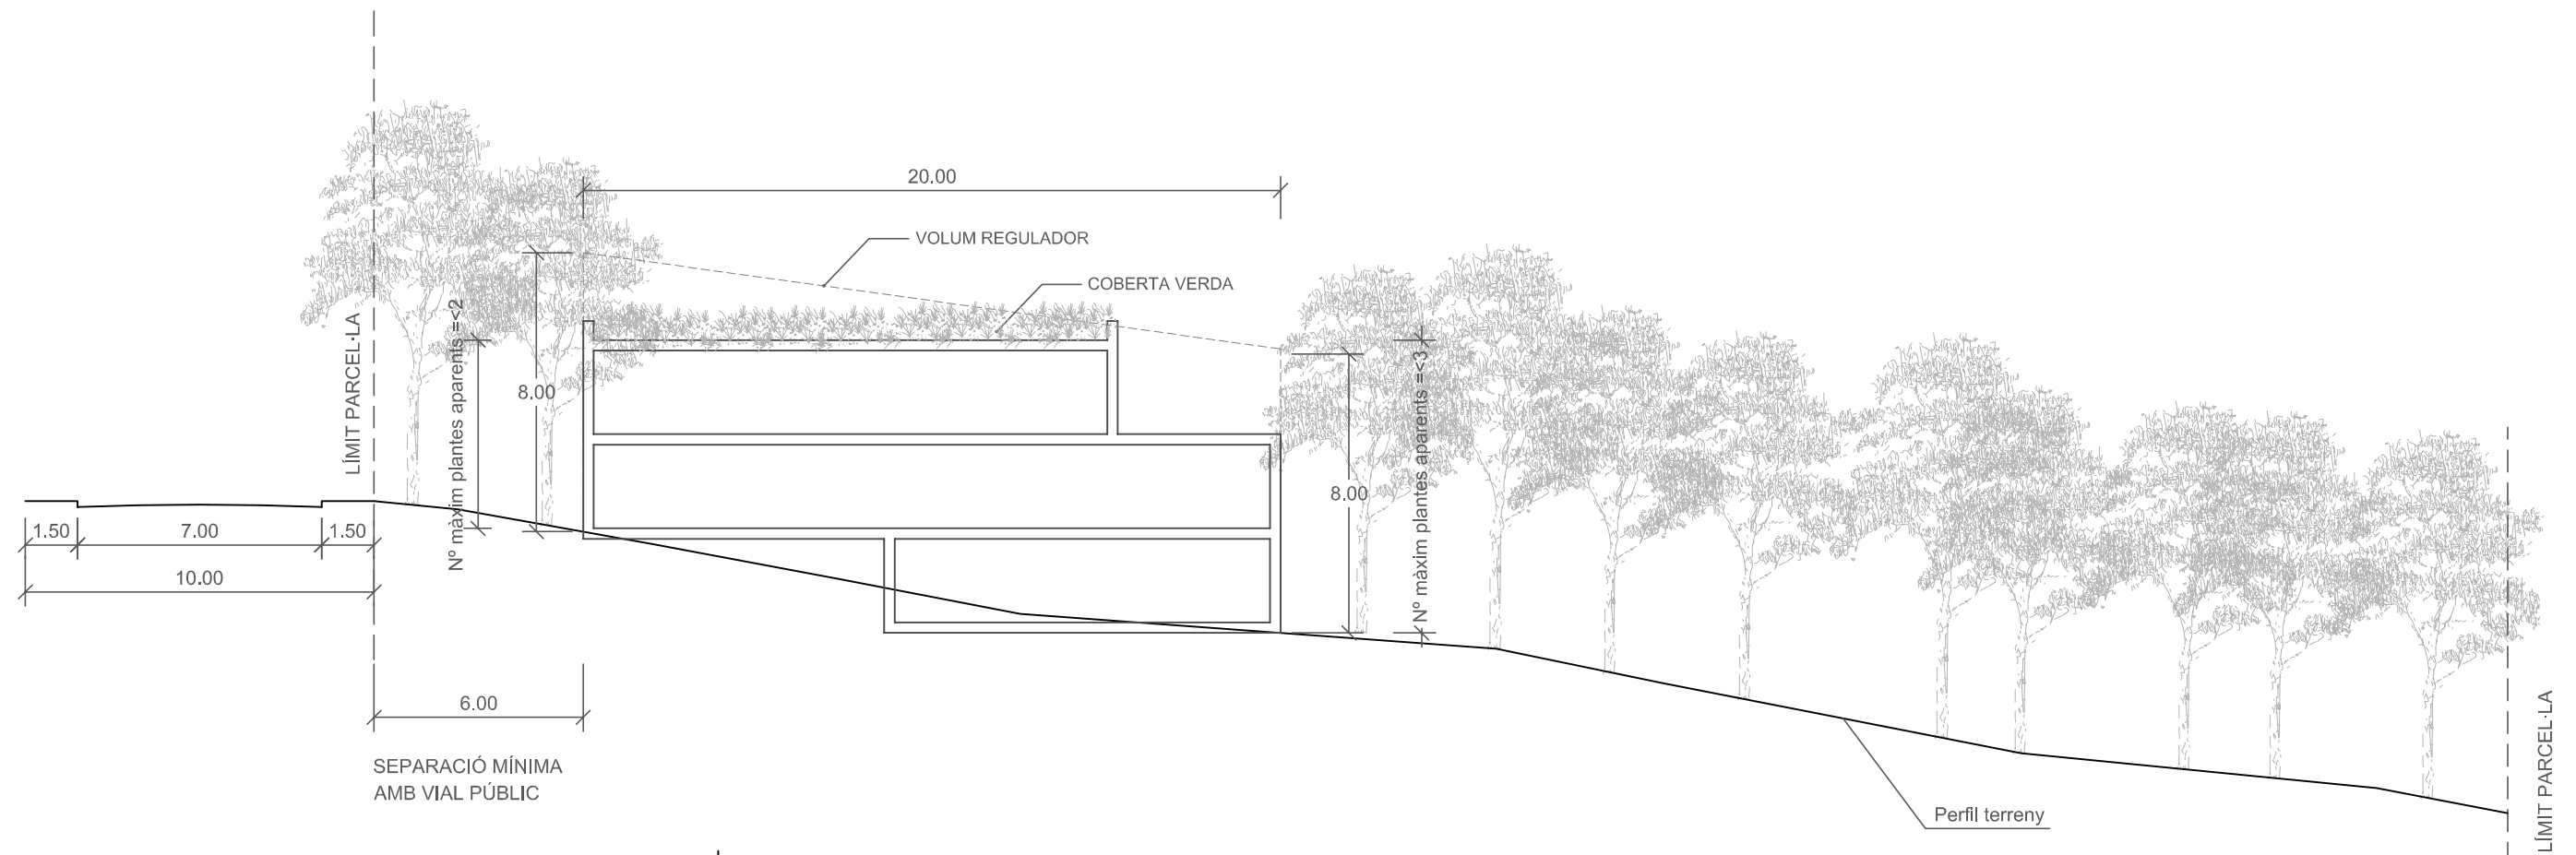 20.00
VOLUM REGULADOR
COBERTA VERDA
LÍMIT PARCEL·LA
Nº màxim plantes aparents =<2
8.00
8.00
Nº màxim plantes aparents =<3
1.50
7.00
1.50
10.00
6.00
SEPARACIÓ MÍNIMA
AMB VIAL PÚBLIC
Perfil terreny
LÍMIT PARCEL·LA